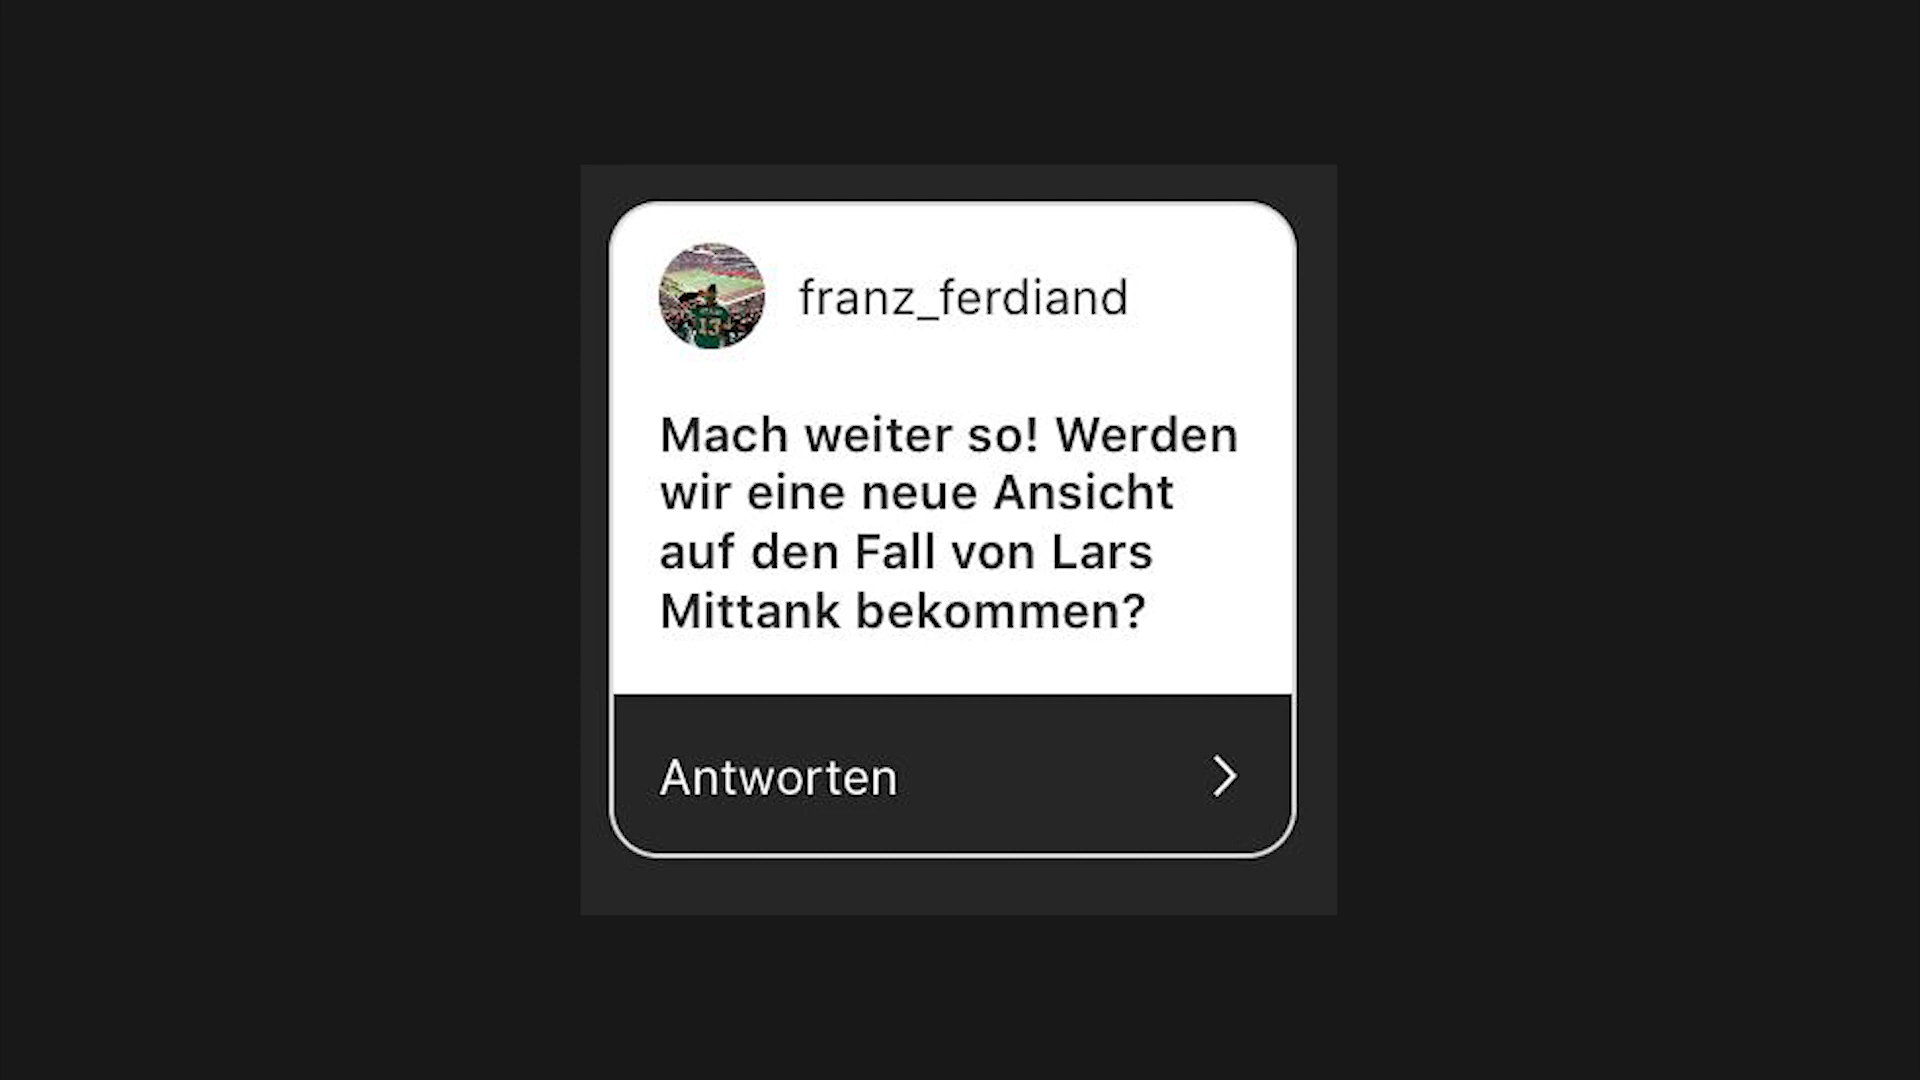 franz_ferdiand
Mach weiter so! Werden
wir eine neue Ansicht
auf den Fall von Lars
Mittank bekommen?
Antworten